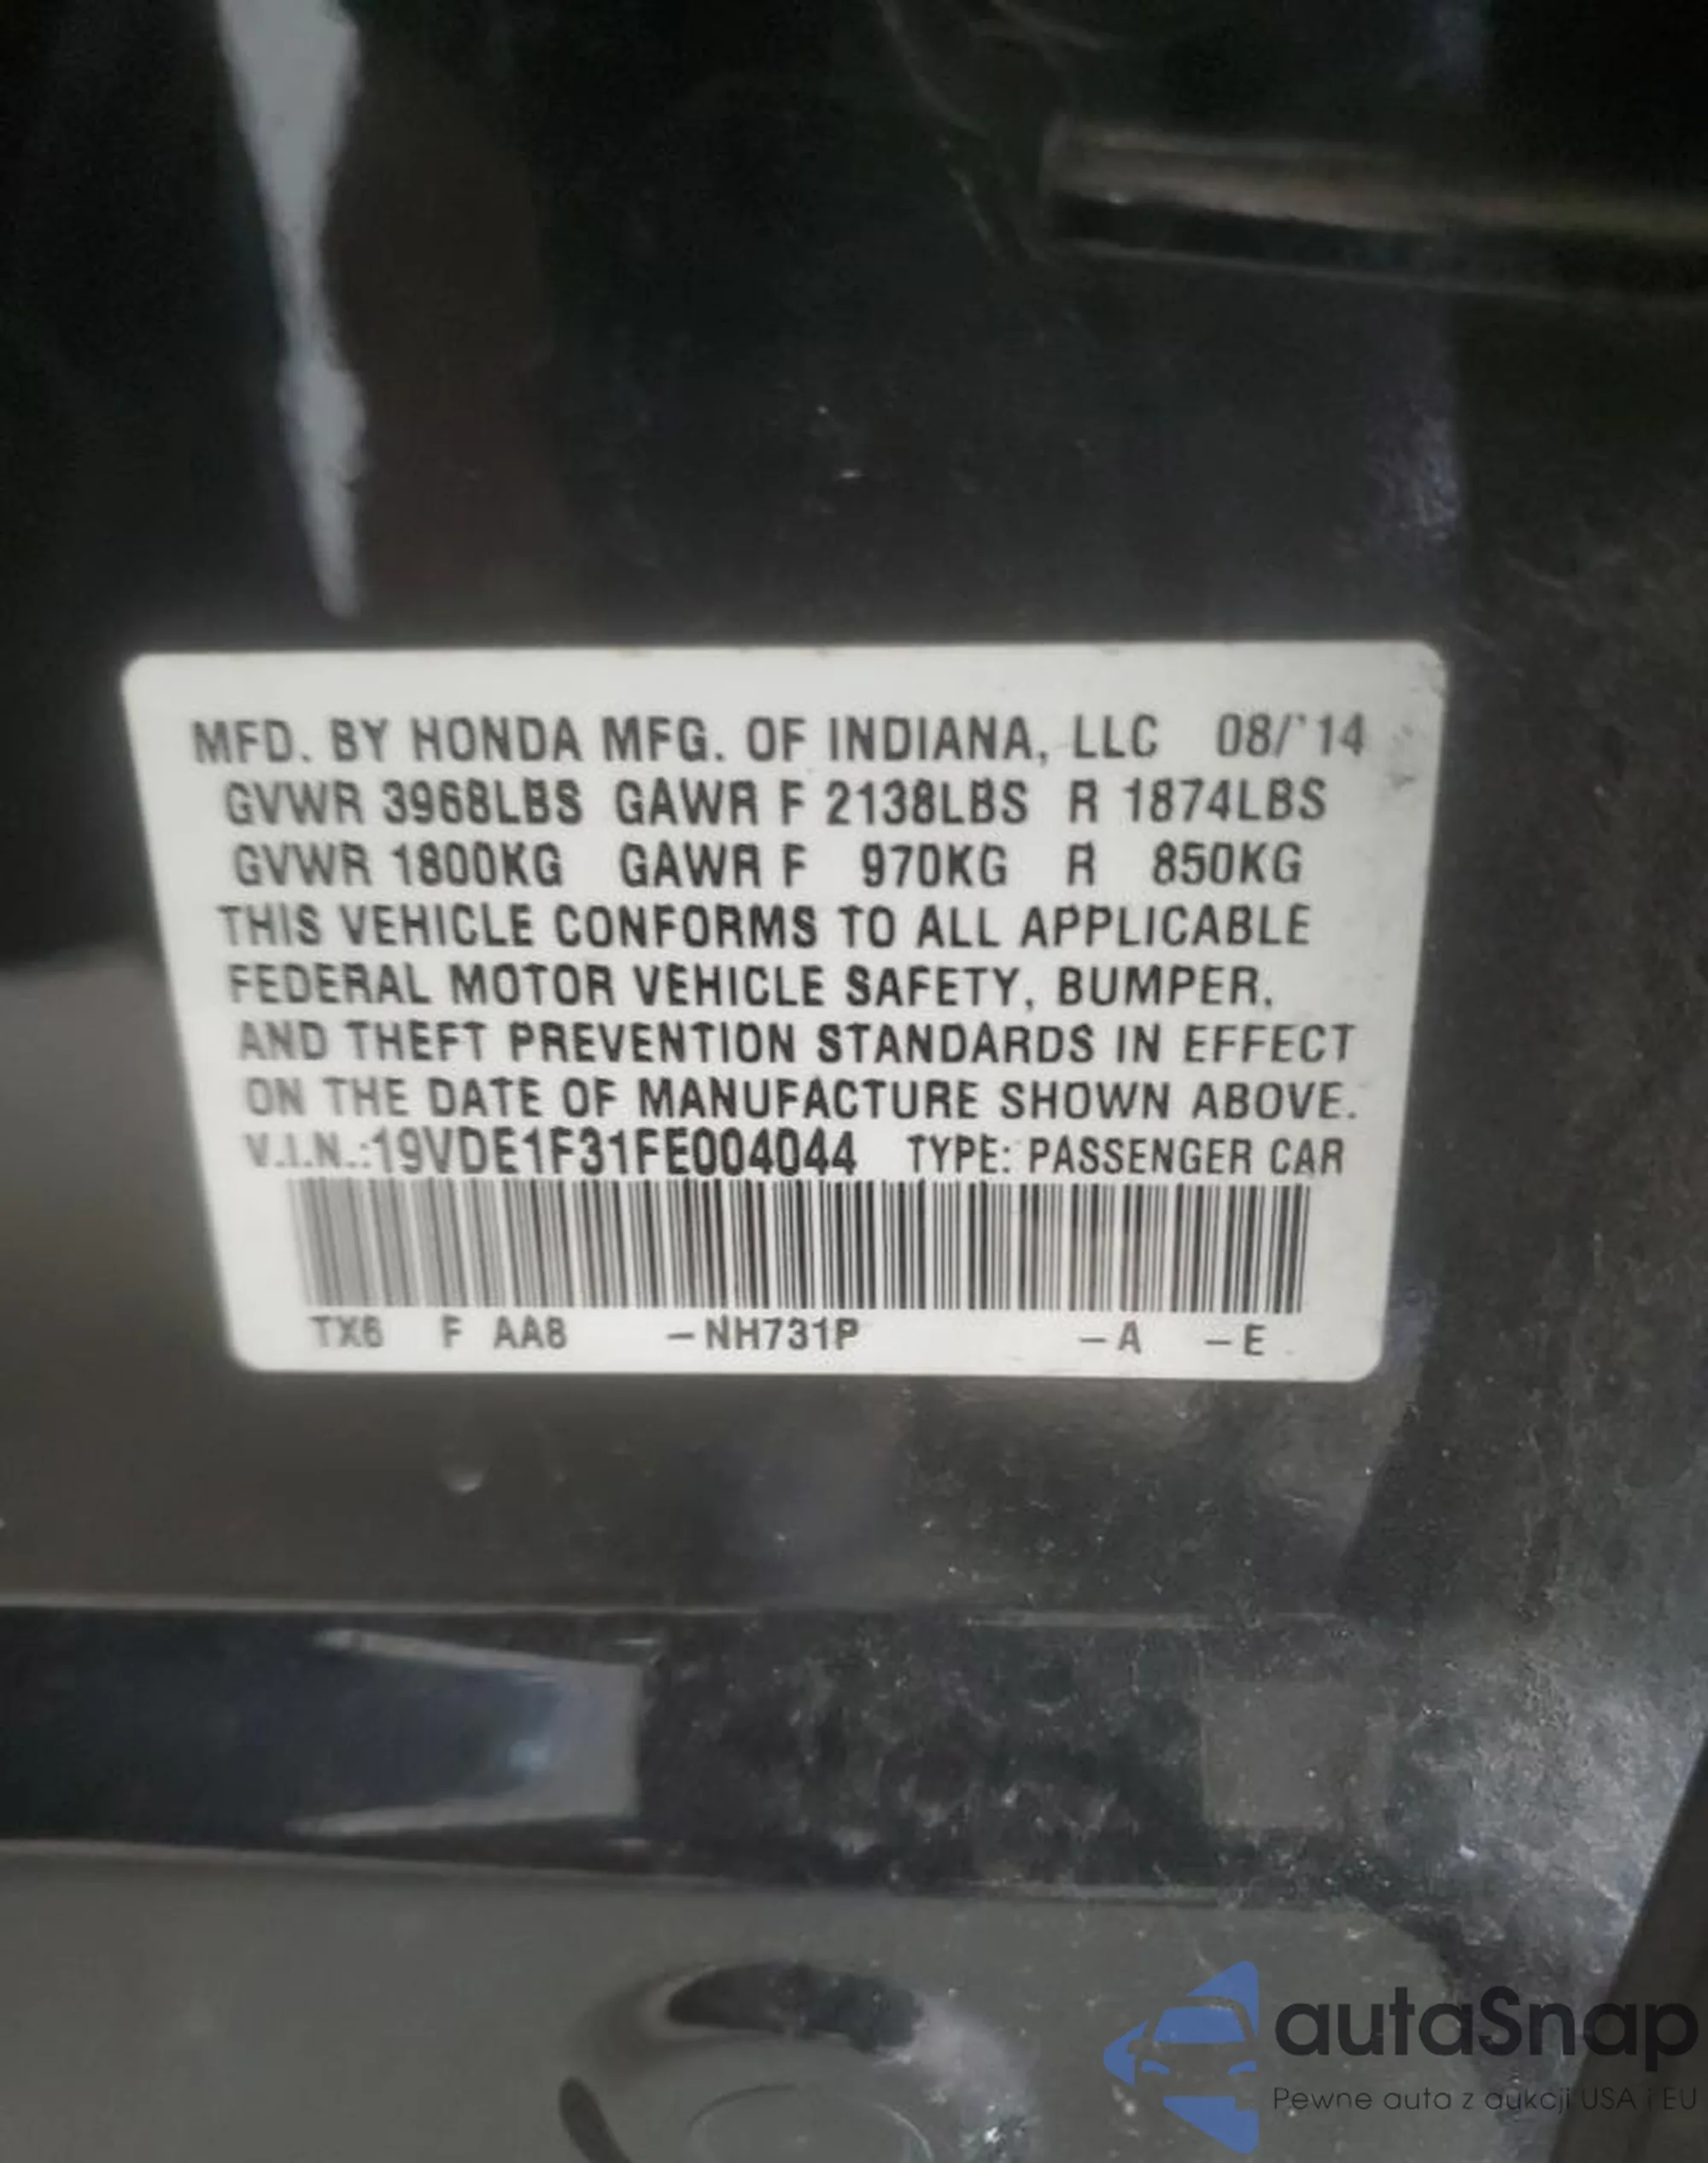 MFD. BY HONDA MFG. OF INDIANA, LLC 08/'14
GVWR 3968LBS GAWR F 2138LBS R 1874LBS
GVWR 1800KG GAWR F 970KG R 850KG
THIS VEHICLE CONFORMS TO ALL APPLICABLE
FEDERAL MOTOR VEHICLE SAFETY, BUMPER,
AND THEFT PREVENTION STANDARDS IN EFFECT
ON THE DATE OF MANUFACTURE SHOWN ABOVE.
V.I.N.:19VDE1F31FE004044 TYPE: PASSENGER CAR
TX6 F AA8 -NH731P -A -E
autaSnap
Pewne auta z aukcji USA i EU